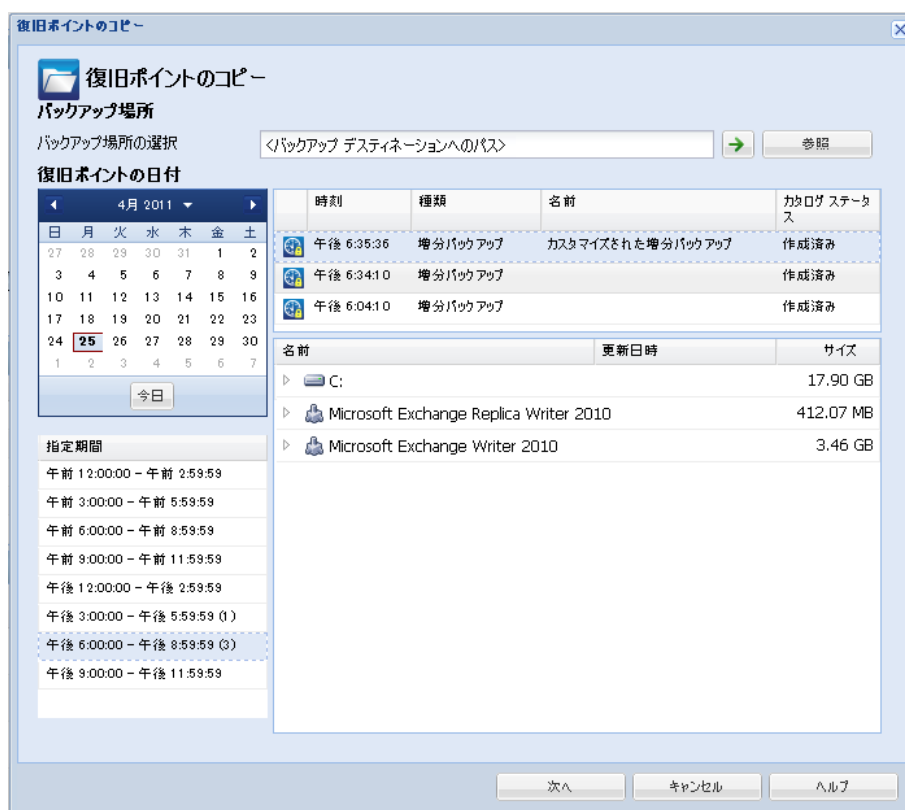 復旧ポイントのコピー
復旧ポイントのコピー
バックアップ場所
バックアップ場所の選択
<バックアップ デスティネーションへのパス>
参照
復旧ポイントの日付
4月 2011
日 月 火 水 木 金 土
27 28 29 30 31 1 2
3 4 5 6 7 8 9
10 11 12 13 14 15 16
17 18 19 20 21 22 23
24 25 26 27 28 29 30
1 2 3 4 5 6 7
今日
指定期間
午前 12:00:00 - 午前 2:59:59
午前 3:00:00 - 午前 5:59:59
午前 6:00:00 - 午前 8:59:59
午前 9:00:00 - 午前 11:59:59
午後 12:00:00 - 午後 2:59:59
午後 3:00:00 - 午後 5:59:59 (1)
午後 6:00:00 - 午後 8:59:59 (3)
午後 9:00:00 - 午後 11:59:59
時刻 種類 名前 カタログ ステータス
午後 6:35:36 増分バックアップ カスタマイズされた増分バックアップ 作成済み
午後 6:34:10 増分バックアップ 作成済み
午後 6:04:10 増分バックアップ 作成済み
名前 更新日時 サイズ
C: 17.90 GB
Microsoft Exchange Replica Writer 2010 412.07 MB
Microsoft Exchange Writer 2010 3.46 GB
次へ キャンセル ヘルプ